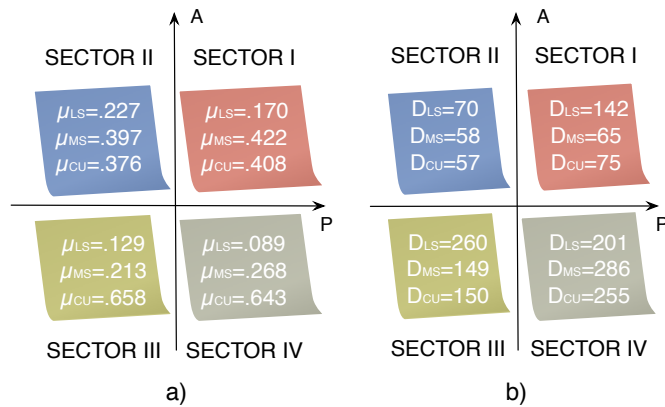 A
A
SECTOR II
SECTOR I
SECTOR II
SECTOR I
μLS=.227
μMS=.397
μCU=.376
μLS=.170
μMS=.422
μCU=.408
DLS=70
DMS=58
DCU=57
DLS=142
DMS=65
DCU=75
P
P
μLS=.129
μMS=.213
μCU=.658
μLS=.089
μMS=.268
μCU=.643
DLS=260
DMS=149
DCU=150
DLS=201
DMS=286
DCU=255
SECTOR III
SECTOR IV
SECTOR III
SECTOR IV
a)
b)